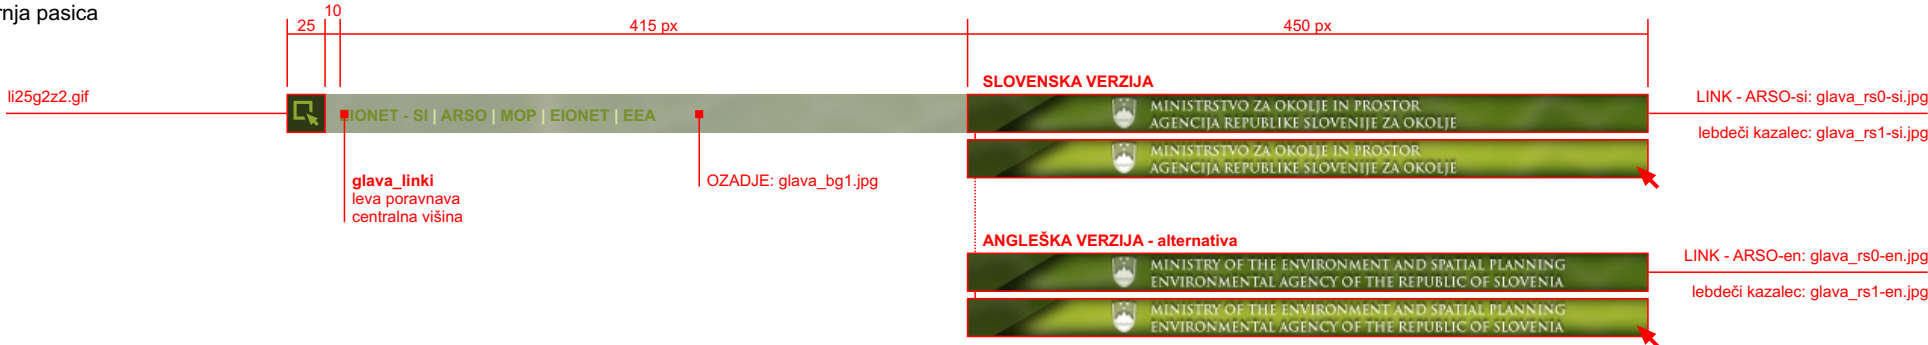 rnja pasica
25
10
415 px
450 px
SLOVENSKA VERZIJA
li25g2z2.gif
EIONET - SI | ARSO | MOP | EIONET | EEA
MINISTRSTVO ZA OKOLJE IN PROSTOR
AGENCIJA REPUBLIKE SLOVENIJE ZA OKOLJE
LINK - ARSO-si: glava_rs0-si.jpg
lebdeči kazalec: glava_rs1-si.jpg
MINISTRSTVO ZA OKOLJE IN PROSTOR
AGENCIJA REPUBLIKE SLOVENIJE ZA OKOLJE
glava_linki
leva poravnava
centralna višina
OZADJE: glava_bg1.jpg
ANGLEŠKA VERZIJA - alternativa
MINISTRY OF THE ENVIRONMENT AND SPATIAL PLANNING
ENVIRONMENTAL AGENCY OF THE REPUBLIC OF SLOVENIA
LINK - ARSO-en: glava_rs0-en.jpg
lebdeči kazalec: glava_rs1-en.jpg
MINISTRY OF THE ENVIRONMENT AND SPATIAL PLANNING
ENVIRONMENTAL AGENCY OF THE REPUBLIC OF SLOVENIA